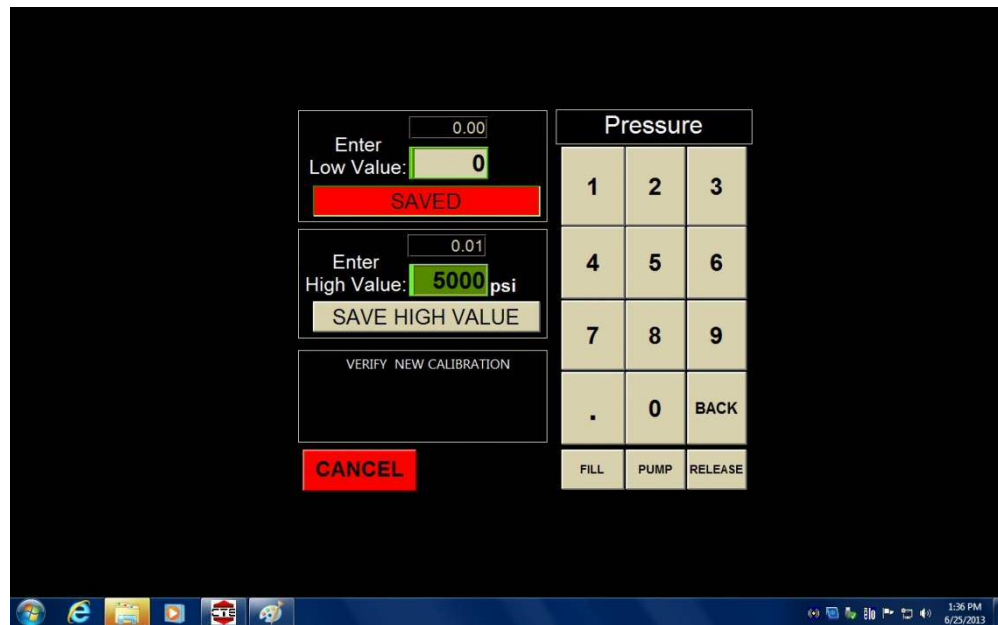 0.00
Enter
Low Value:
0
SAVED
0.01
Enter
High Value:
5000 psi
SAVE HIGH VALUE
VERIFY NEW CALIBRATION
CANCEL
Pressure
1 2 3
4 5 6
7 8 9
. 0 BACK
FILL PUMP RELEASE
CTE
1:36 PM
6/25/2013